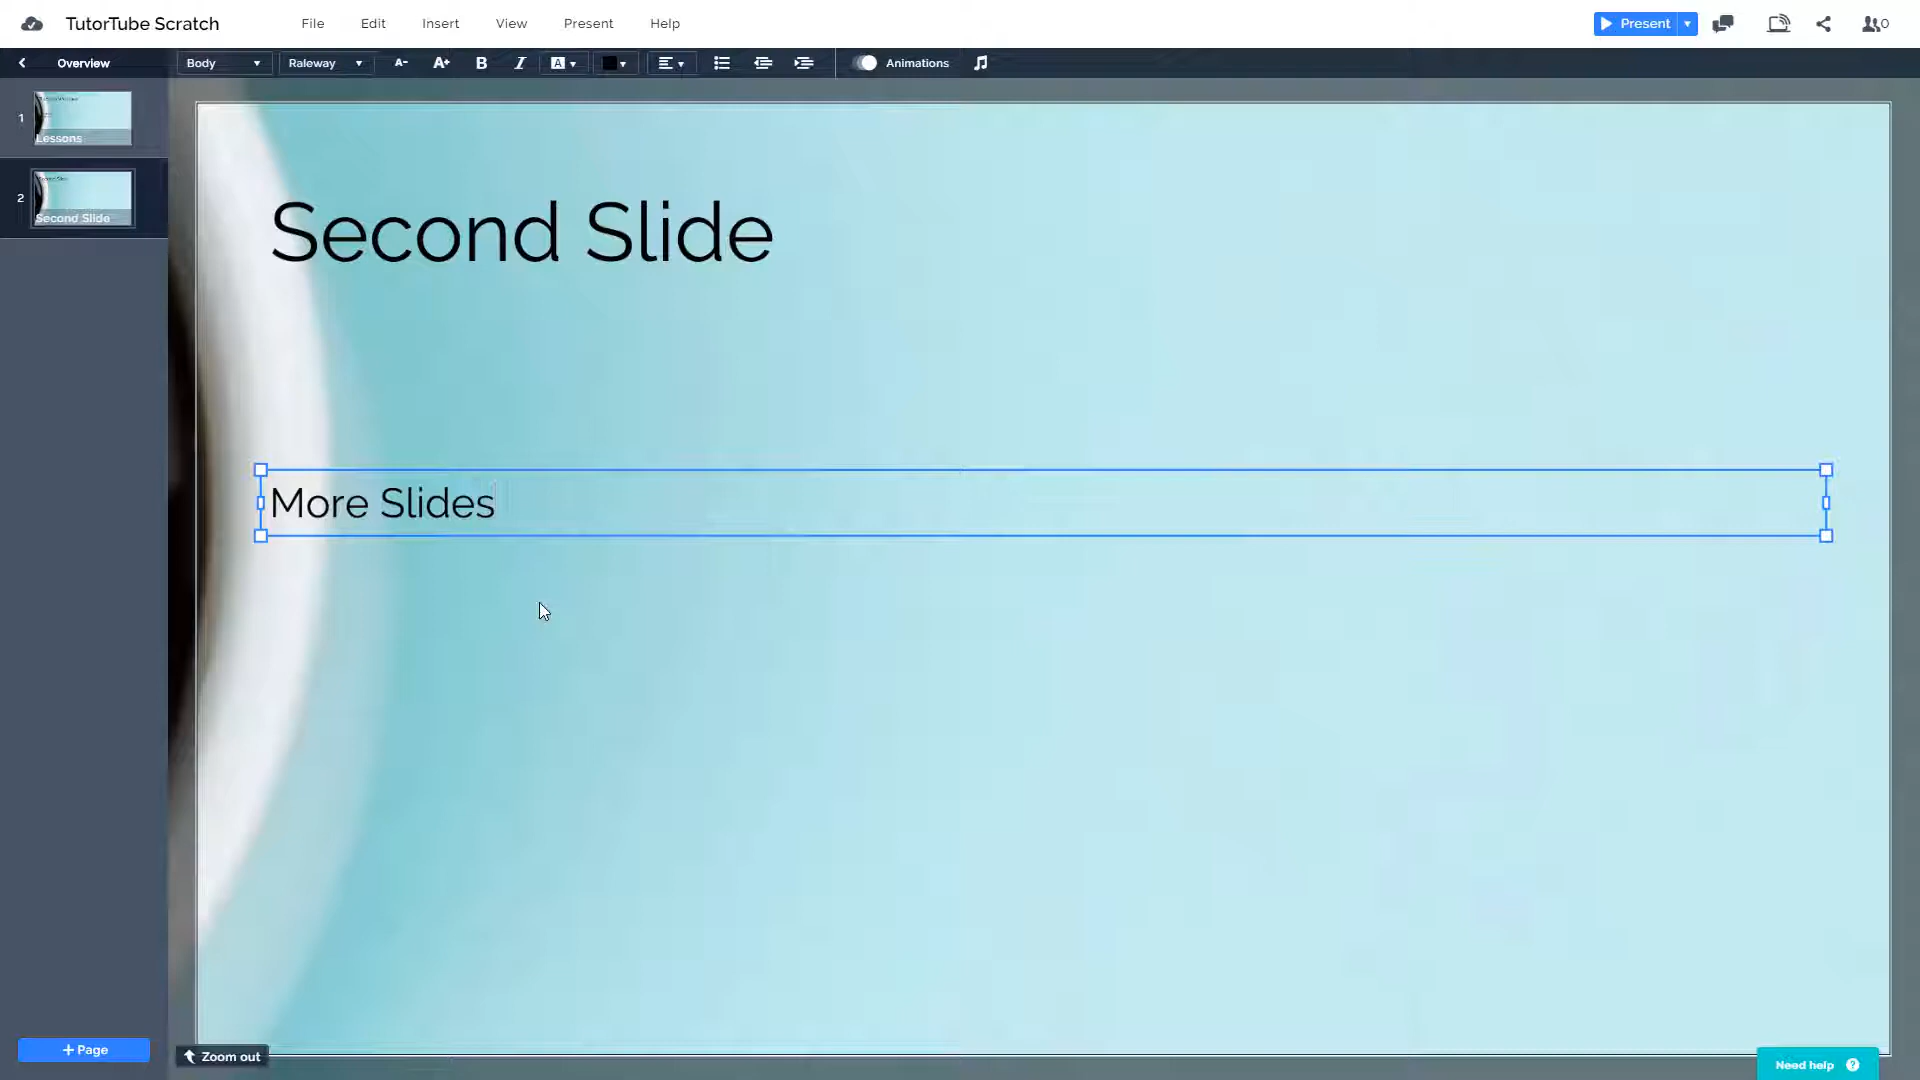 TutorTube Scratch File Edit Insert View Present Help Present 0
Overview Body Raleway A- A+ B I A Animations
1
Lessons
2
Second Slide
Second Slide
More Slides
+ Page
Zoom out
Need help ?